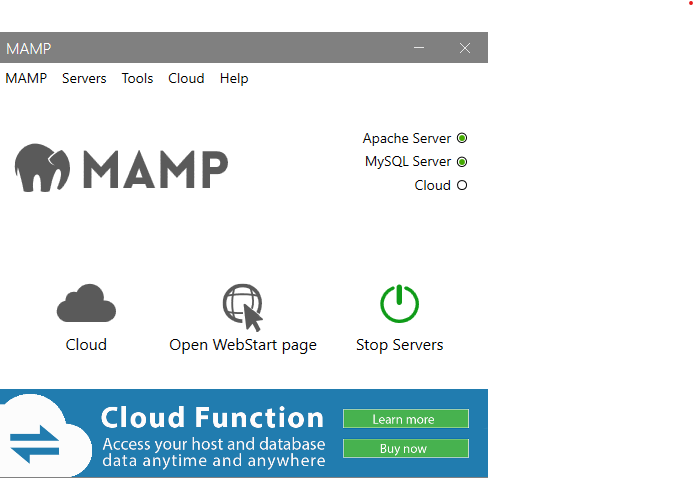 MAMP
MAMP Servers Tools Cloud Help
MAMP
Apache Server
MySQL Server
Cloud
Cloud
Open WebStart page
Stop Servers
Cloud Function
Access your host and database
data anytime and anywhere
Learn more
Buy now